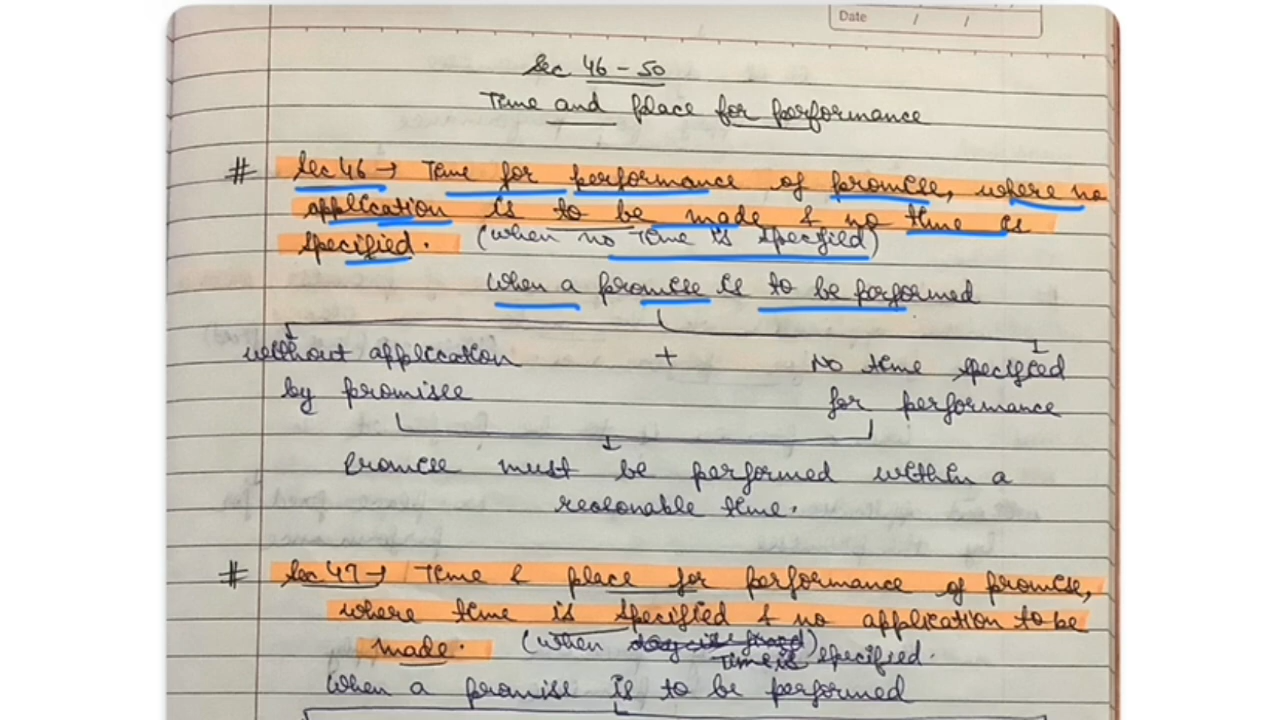 Date / /
Sec 46 - 50
Time and place for performance
# Sec 46 → Time for performance of promise, where no
application is to be made & no time is
specified. (when no time is specified)
when a promise is to be performed
without application + No time specified
by promisee for performance
Promise must be performed within a
reasonable time.
# Sec 47 → Time & place for performance of promise,
where time is specified & no application to be
made. (when day is fixed) time is specified.
When a promise is to be performed